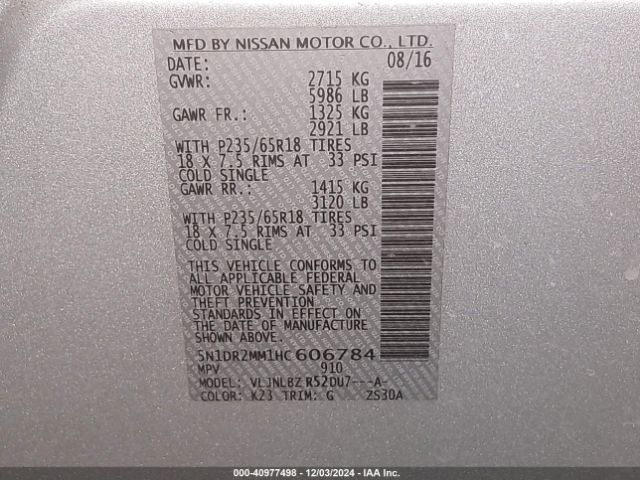 MFD BY NISSAN MOTOR CO., LTD.
DATE: 08/16
GVWR: 2715 KG
5986 LB
GAWR FR.: 1325 KG
2921 LB
WITH P235/65R18 TIRES
18 X 7.5 RIMS AT 33 PSI
COLD SINGLE
GAWR RR.: 1415 KG
3120 LB
WITH P235/65R18 TIRES
18 X 7.5 RIMS AT 33 PSI
COLD SINGLE
THIS VEHICLE CONFORMS TO
ALL APPLICABLE FEDERAL
MOTOR VEHICLE SAFETY AND
THEFT PREVENTION
STANDARDS IN EFFECT ON
THE DATE OF MANUFACTURE
SHOWN ABOVE.
5N1DR2MM1HC606784
MPV 910
MODEL: VLJNLBZ R52DU7---A-
COLOR: K23 TRIM: G ZS30A
000-40977498 - 12/03/2024 - IAA Inc.